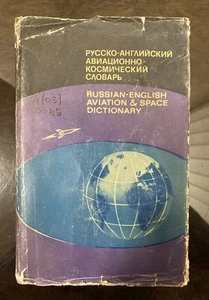 РУССКО-АНГЛИЙСКИЙ
АВИАЦИОННО-
КОСМИЧЕСКИЙ
СЛОВАРЬ
RUSSIAN-ENGLISH
AVIATION & SPACE
DICTIONARY